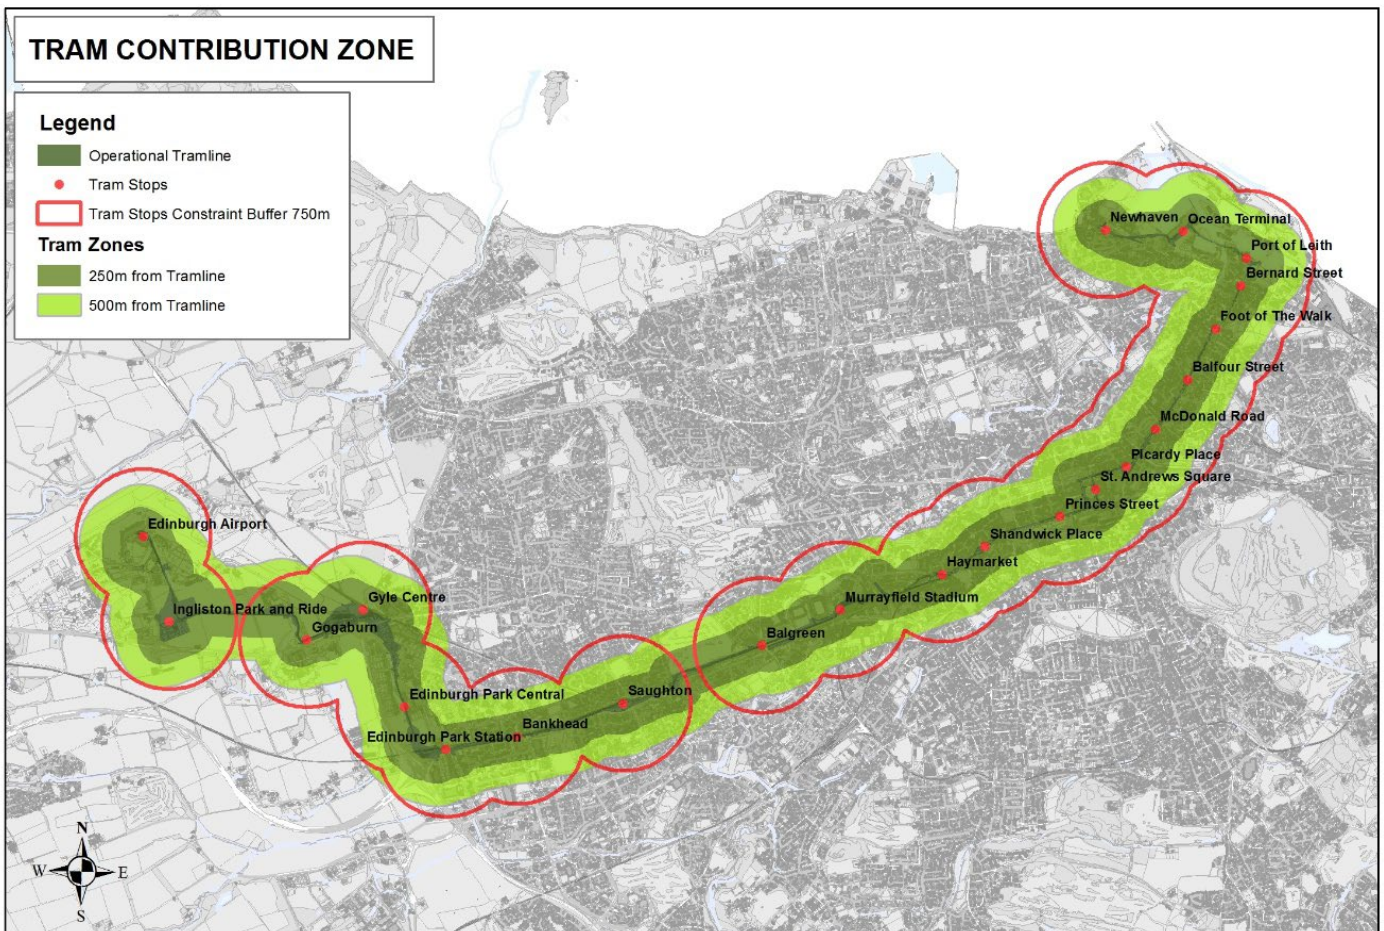 TRAM CONTRIBUTION ZONE
Legend
Operational Tramline
Tram Stops
Tram Stops Constraint Buffer 750m
Tram Zones
250m from Tramline
500m from Tramline
Newhaven
Ocean Terminal
Port of Leith
Bernard Street
Foot of The Walk
Balfour Street
McDonald Road
Picardy Place
St. Andrews Square
Princes Street
Shandwick Place
Haymarket
Murrayfield Stadium
Balgreen
Saughton
Bankhead
Edinburgh Park Station
Edinburgh Park Central
Gyle Centre
Gogaburn
Ingliston Park and Ride
Edinburgh Airport
N
W
E
S